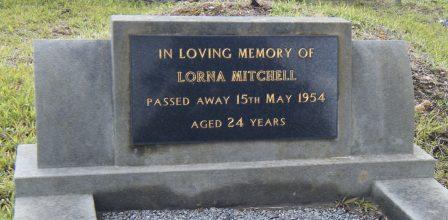 IN LOVING MEMORY OF
LORNA MITCHELL
PASSED AWAY 15TH MAY 1954
AGED 24 YEARS